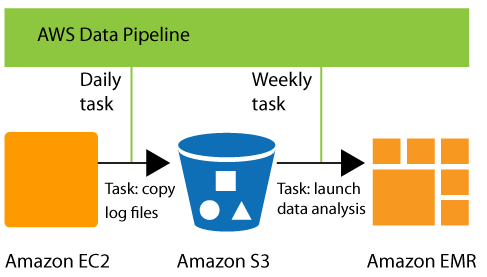 AWS Data Pipeline
Daily
task
Weekly
task
Task: copy
log files
Task: launch
data analysis
Amazon EC2
Amazon S3
Amazon EMR